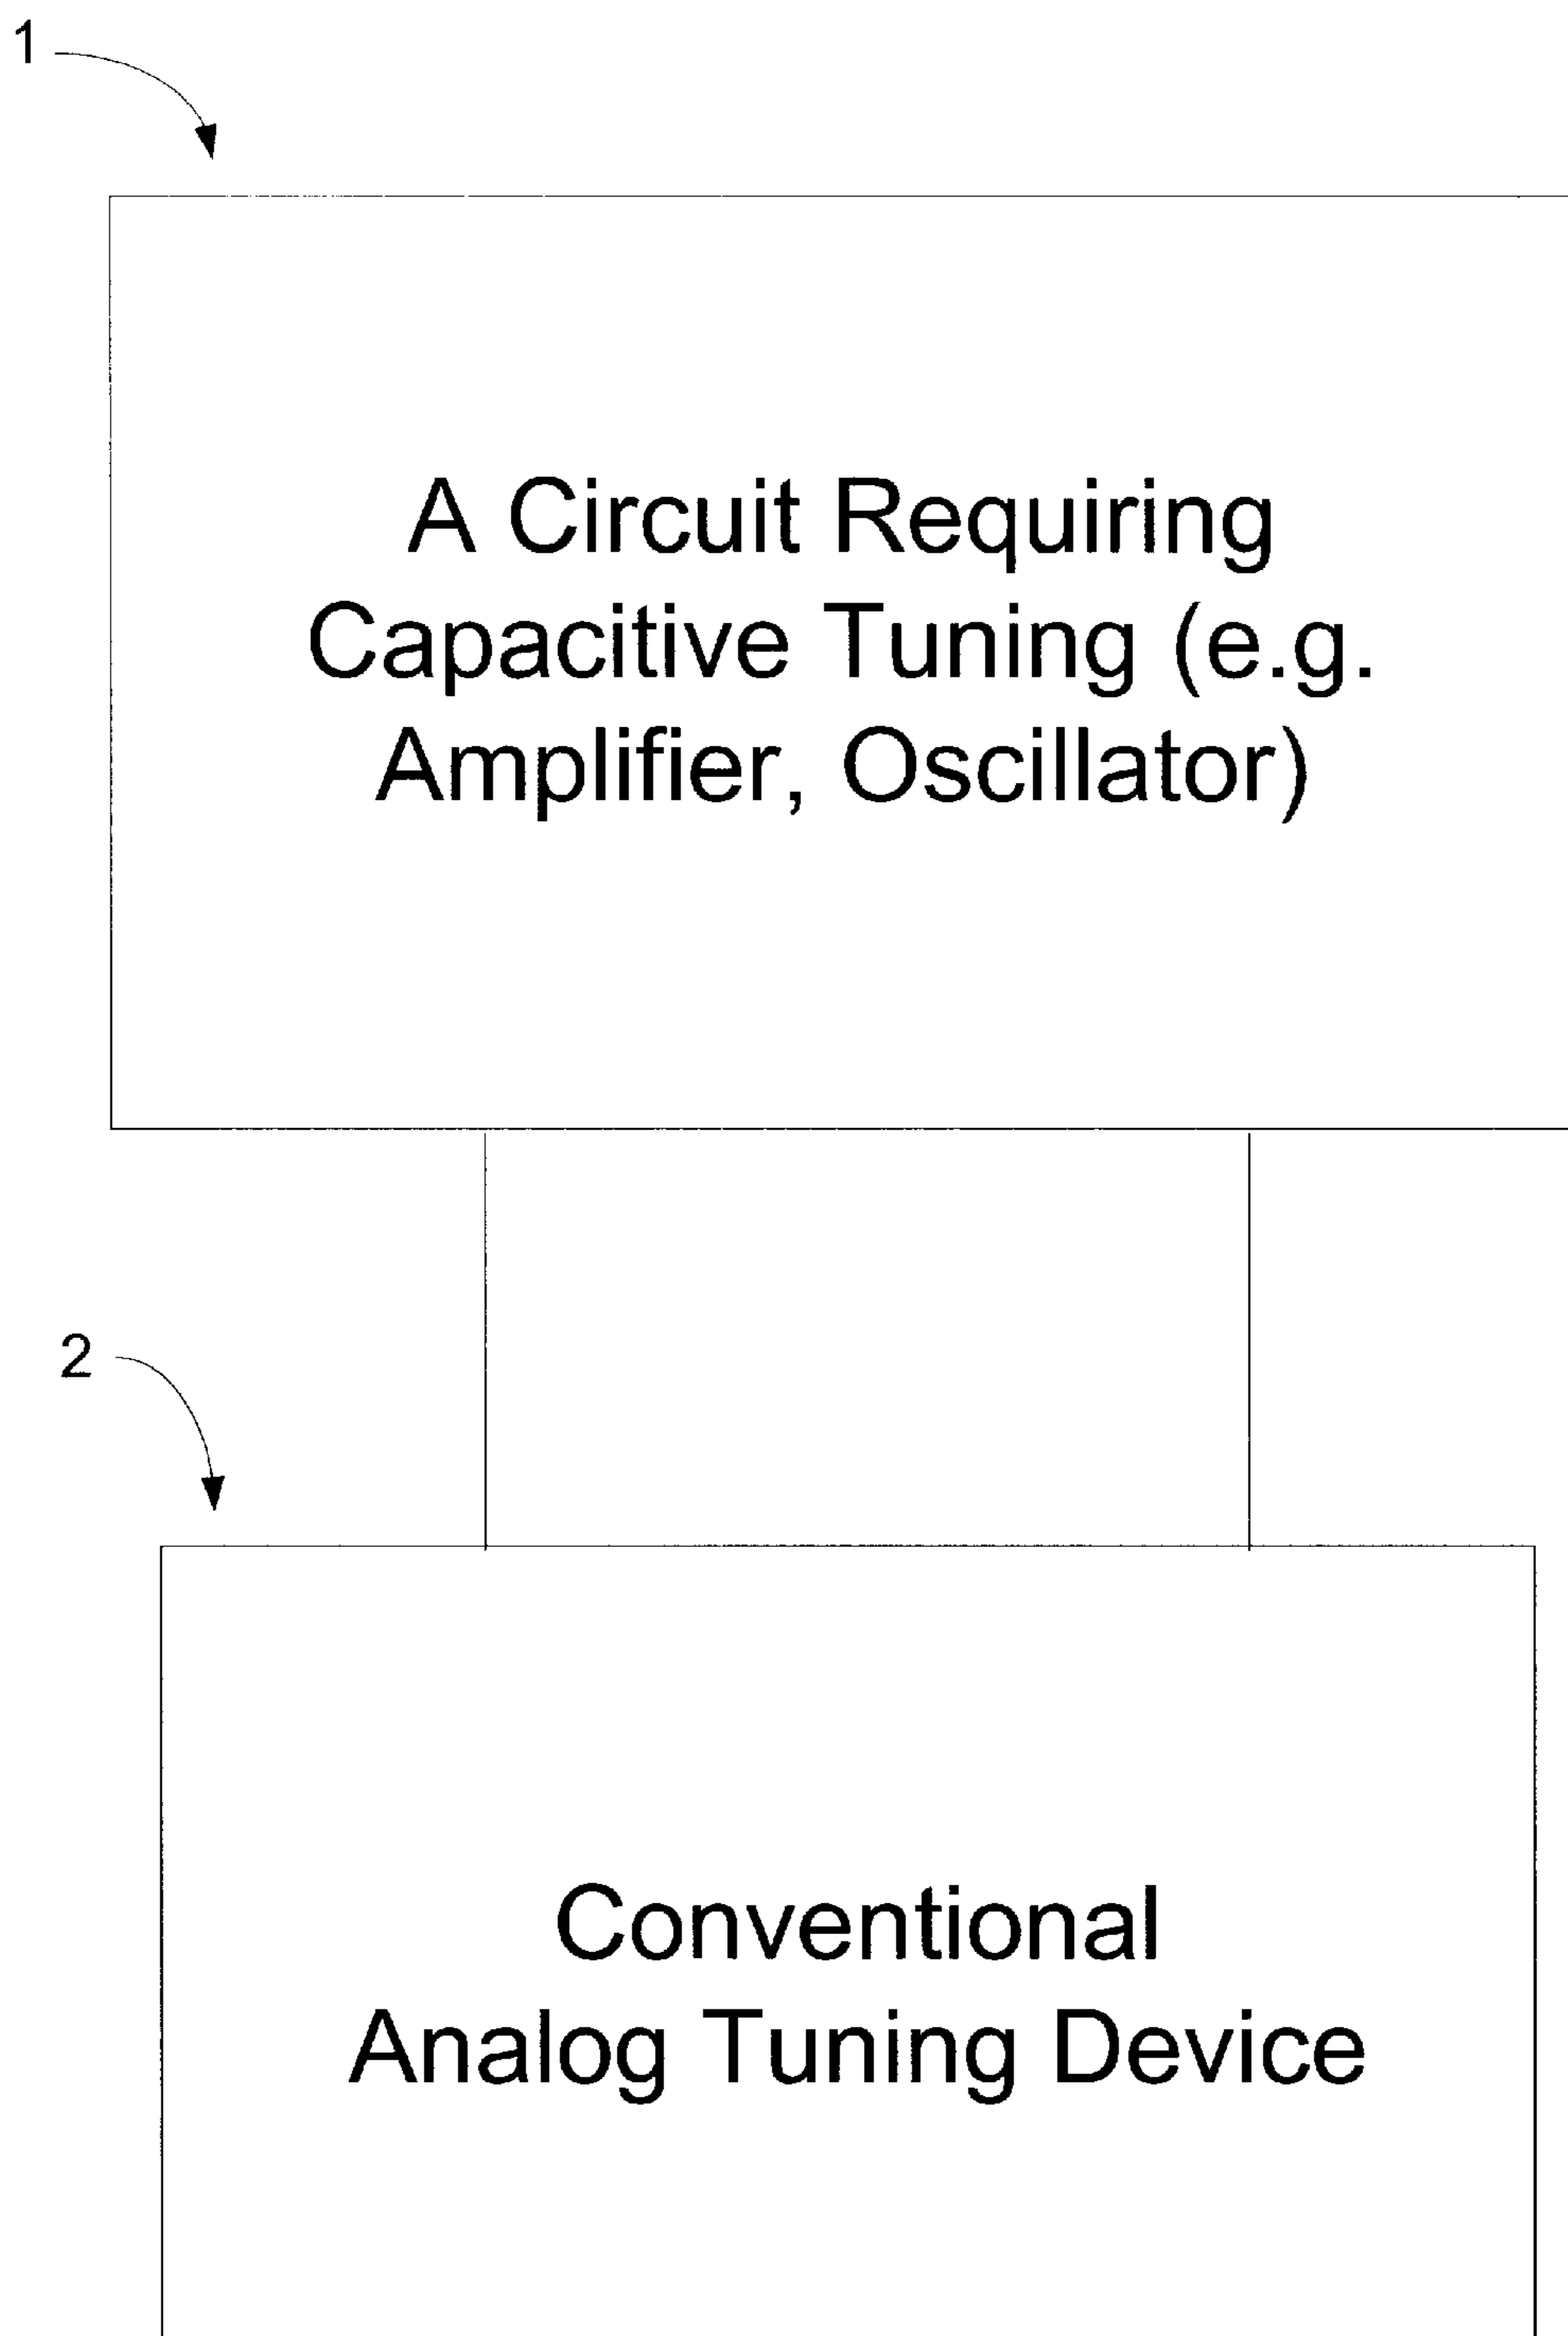 1
A Circuit Requiring
Capacitive Tuning (e.g.
Amplifier, Oscillator)
2
Conventional
Analog Tuning Device